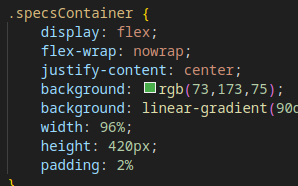 .specsContainer {
display: flex;
flex-wrap: nowrap;
justify-content: center;
background: rgb(73,173,75);
background: linear-gradient(90
width: 96%;
height: 420px;
padding: 2%
}